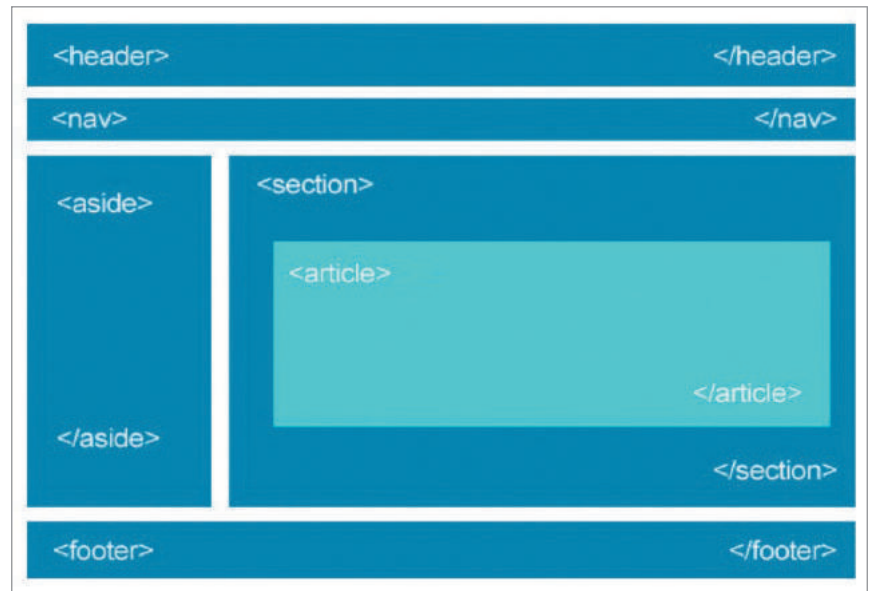 <header> </header>
<nav> </nav>
<aside>
</aside>
<section>
<article>
</article>
</section>
<footer> </footer>